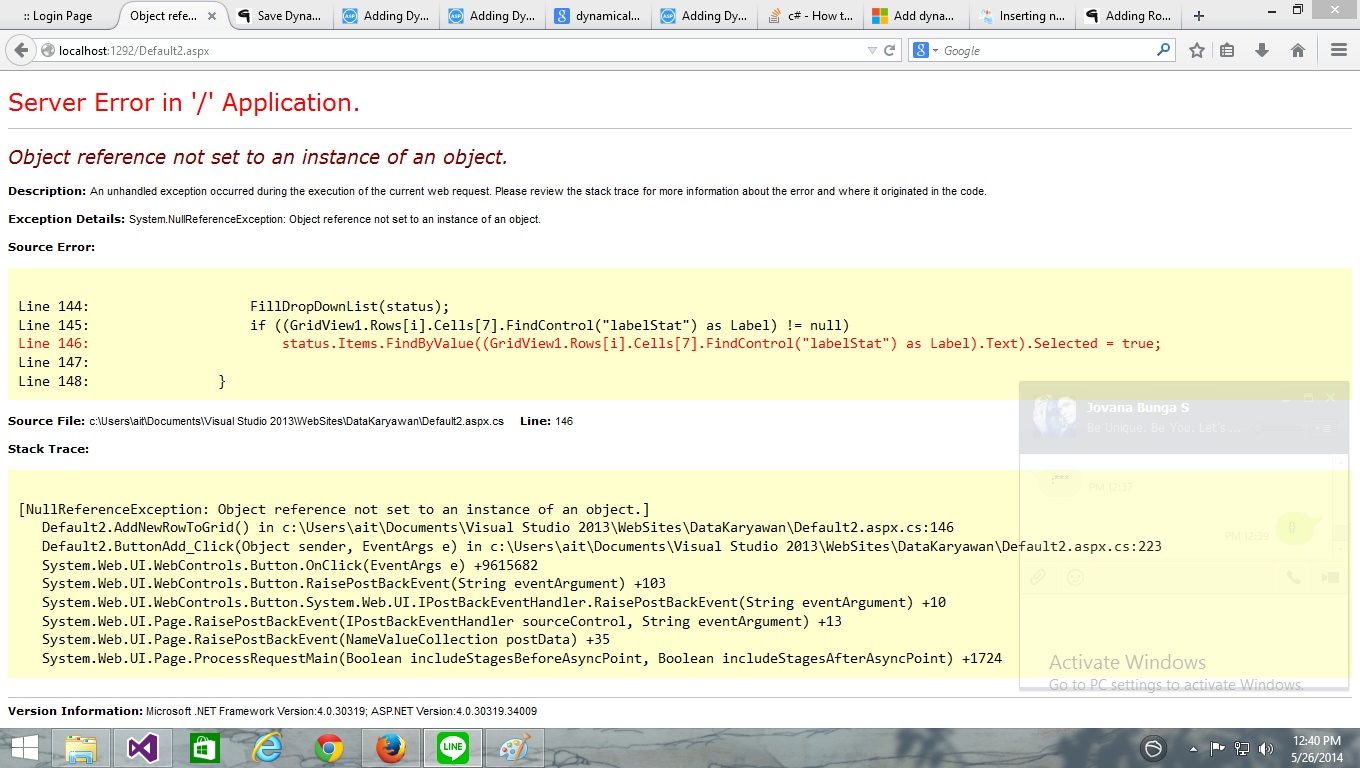 :: Login Page
Object refe...
Save Dyna...
Adding Dy...
Adding Dy...
dynamical...
Adding Dy...
c# - How t...
Add dyna...
Inserting n...
Adding Ro...
localhost:1292/Default2.aspx
Google
Server Error in '/' Application.
Object reference not set to an instance of an object.
Description: An unhandled exception occurred during the execution of the current web request. Please review the stack trace for more information about the error and where it originated in the code.
Exception Details: System.NullReferenceException: Object reference not set to an instance of an object.
Source Error:
Line 144:                    FillDropDownList(status);
Line 145:                    if ((GridView1.Rows[i].Cells[7].FindControl("labelStat") as Label) != null)
Line 146:                        status.Items.FindByValue((GridView1.Rows[i].Cells[7].FindControl("labelStat") as Label).Text).Selected = true;
Line 147:
Line 148:                }
Source File: c:\Users\ait\Documents\Visual Studio 2013\WebSites\DataKaryawan\Default2.aspx.cs    Line: 146
Stack Trace:
[NullReferenceException: Object reference not set to an instance of an object.]
   Default2.AddNewRowToGrid() in c:\Users\ait\Documents\Visual Studio 2013\WebSites\DataKaryawan\Default2.aspx.cs:146
   Default2.ButtonAdd_Click(Object sender, EventArgs e) in c:\Users\ait\Documents\Visual Studio 2013\WebSites\DataKaryawan\Default2.aspx.cs:223
   System.Web.UI.WebControls.Button.OnClick(EventArgs e) +9615682
   System.Web.UI.WebControls.Button.RaisePostBackEvent(String eventArgument) +103
   System.Web.UI.WebControls.Button.System.Web.UI.IPostBackEventHandler.RaisePostBackEvent(String eventArgument) +10
   System.Web.UI.Page.RaisePostBackEvent(IPostBackEventHandler sourceControl, String eventArgument) +13
   System.Web.UI.Page.RaisePostBackEvent(NameValueCollection postData) +35
   System.Web.UI.Page.ProcessRequestMain(Boolean includeStagesBeforeAsyncPoint, Boolean includeStagesAfterAsyncPoint) +1724
Version Information: Microsoft .NET Framework Version:4.0.30319; ASP.NET Version:4.0.30319.34009
Jovana Bunga S
Be Unique. Be You. Let's ...
PM 12:37
PM 12:39
Activate Windows
Go to PC settings to activate Windows.
LINE
12:40 PM
5/26/2014